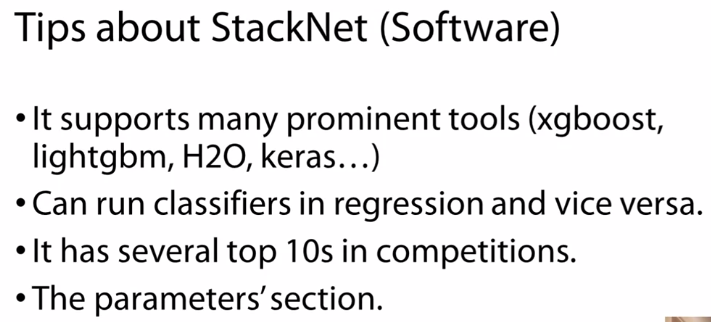 Tips about StackNet (Software)
• It supports many prominent tools (xgboost,
lightgbm, H2O, keras…)
• Can run classifiers in regression and vice versa.
• It has several top 10s in competitions.
• The parameters’ section.